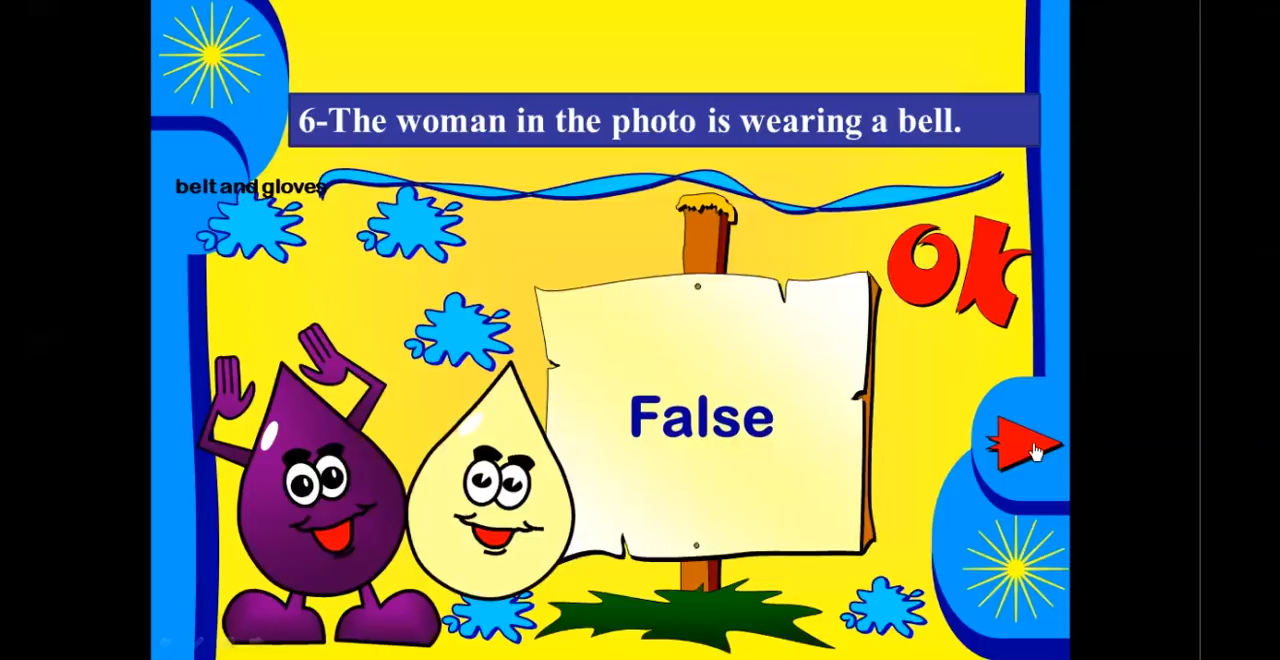 6-The woman in the photo is wearing a bell.
belt and gloves
ok
False